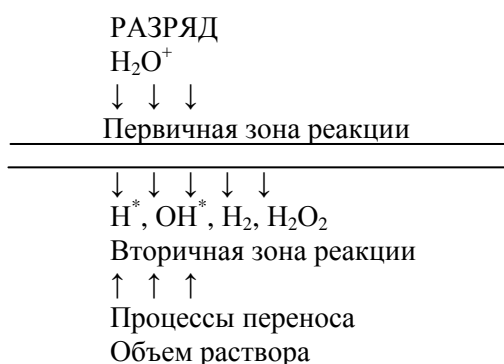 РАЗРЯД
H₂O⁺
↓ ↓ ↓
Первичная зона реакции
↓ ↓ ↓ ↓ ↓
H*, OH*, H₂, H₂O₂
Вторичная зона реакции
↑ ↑ ↑
Процессы переноса
Объем раствора